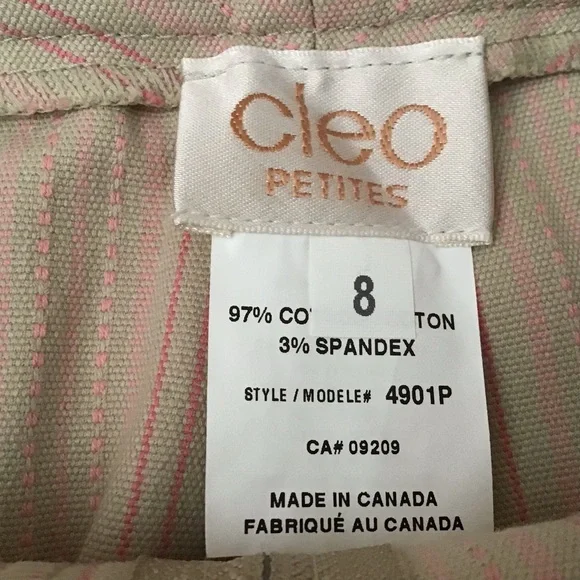 cleo
PETITES
8
97% CO TON
3% SPANDEX
STYLE / MODELE# 4901P
CA# 09209
MADE IN CANADA
FABRIQUÉ AU CANADA